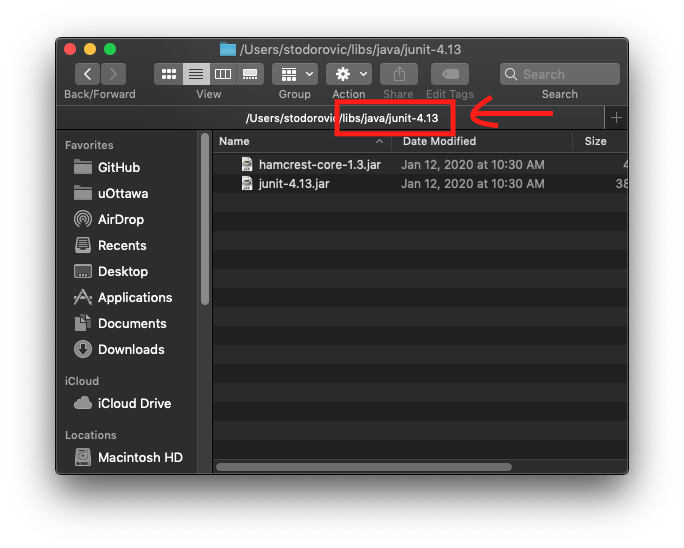 /Users/stodorovic/libs/java/junit-4.13
Back/Forward View Group Action Share Edit Tags Search
Search
/Users/stodorovic/libs/java/junit-4.13
Name Date Modified Size
hamcrest-core-1.3.jar Jan 12, 2020 at 10:30 AM
junit-4.13.jar Jan 12, 2020 at 10:30 AM
Favorites
GitHub
uOttawa
AirDrop
Recents
Desktop
Applications
Documents
Downloads
iCloud
iCloud Drive
Locations
Macintosh HD